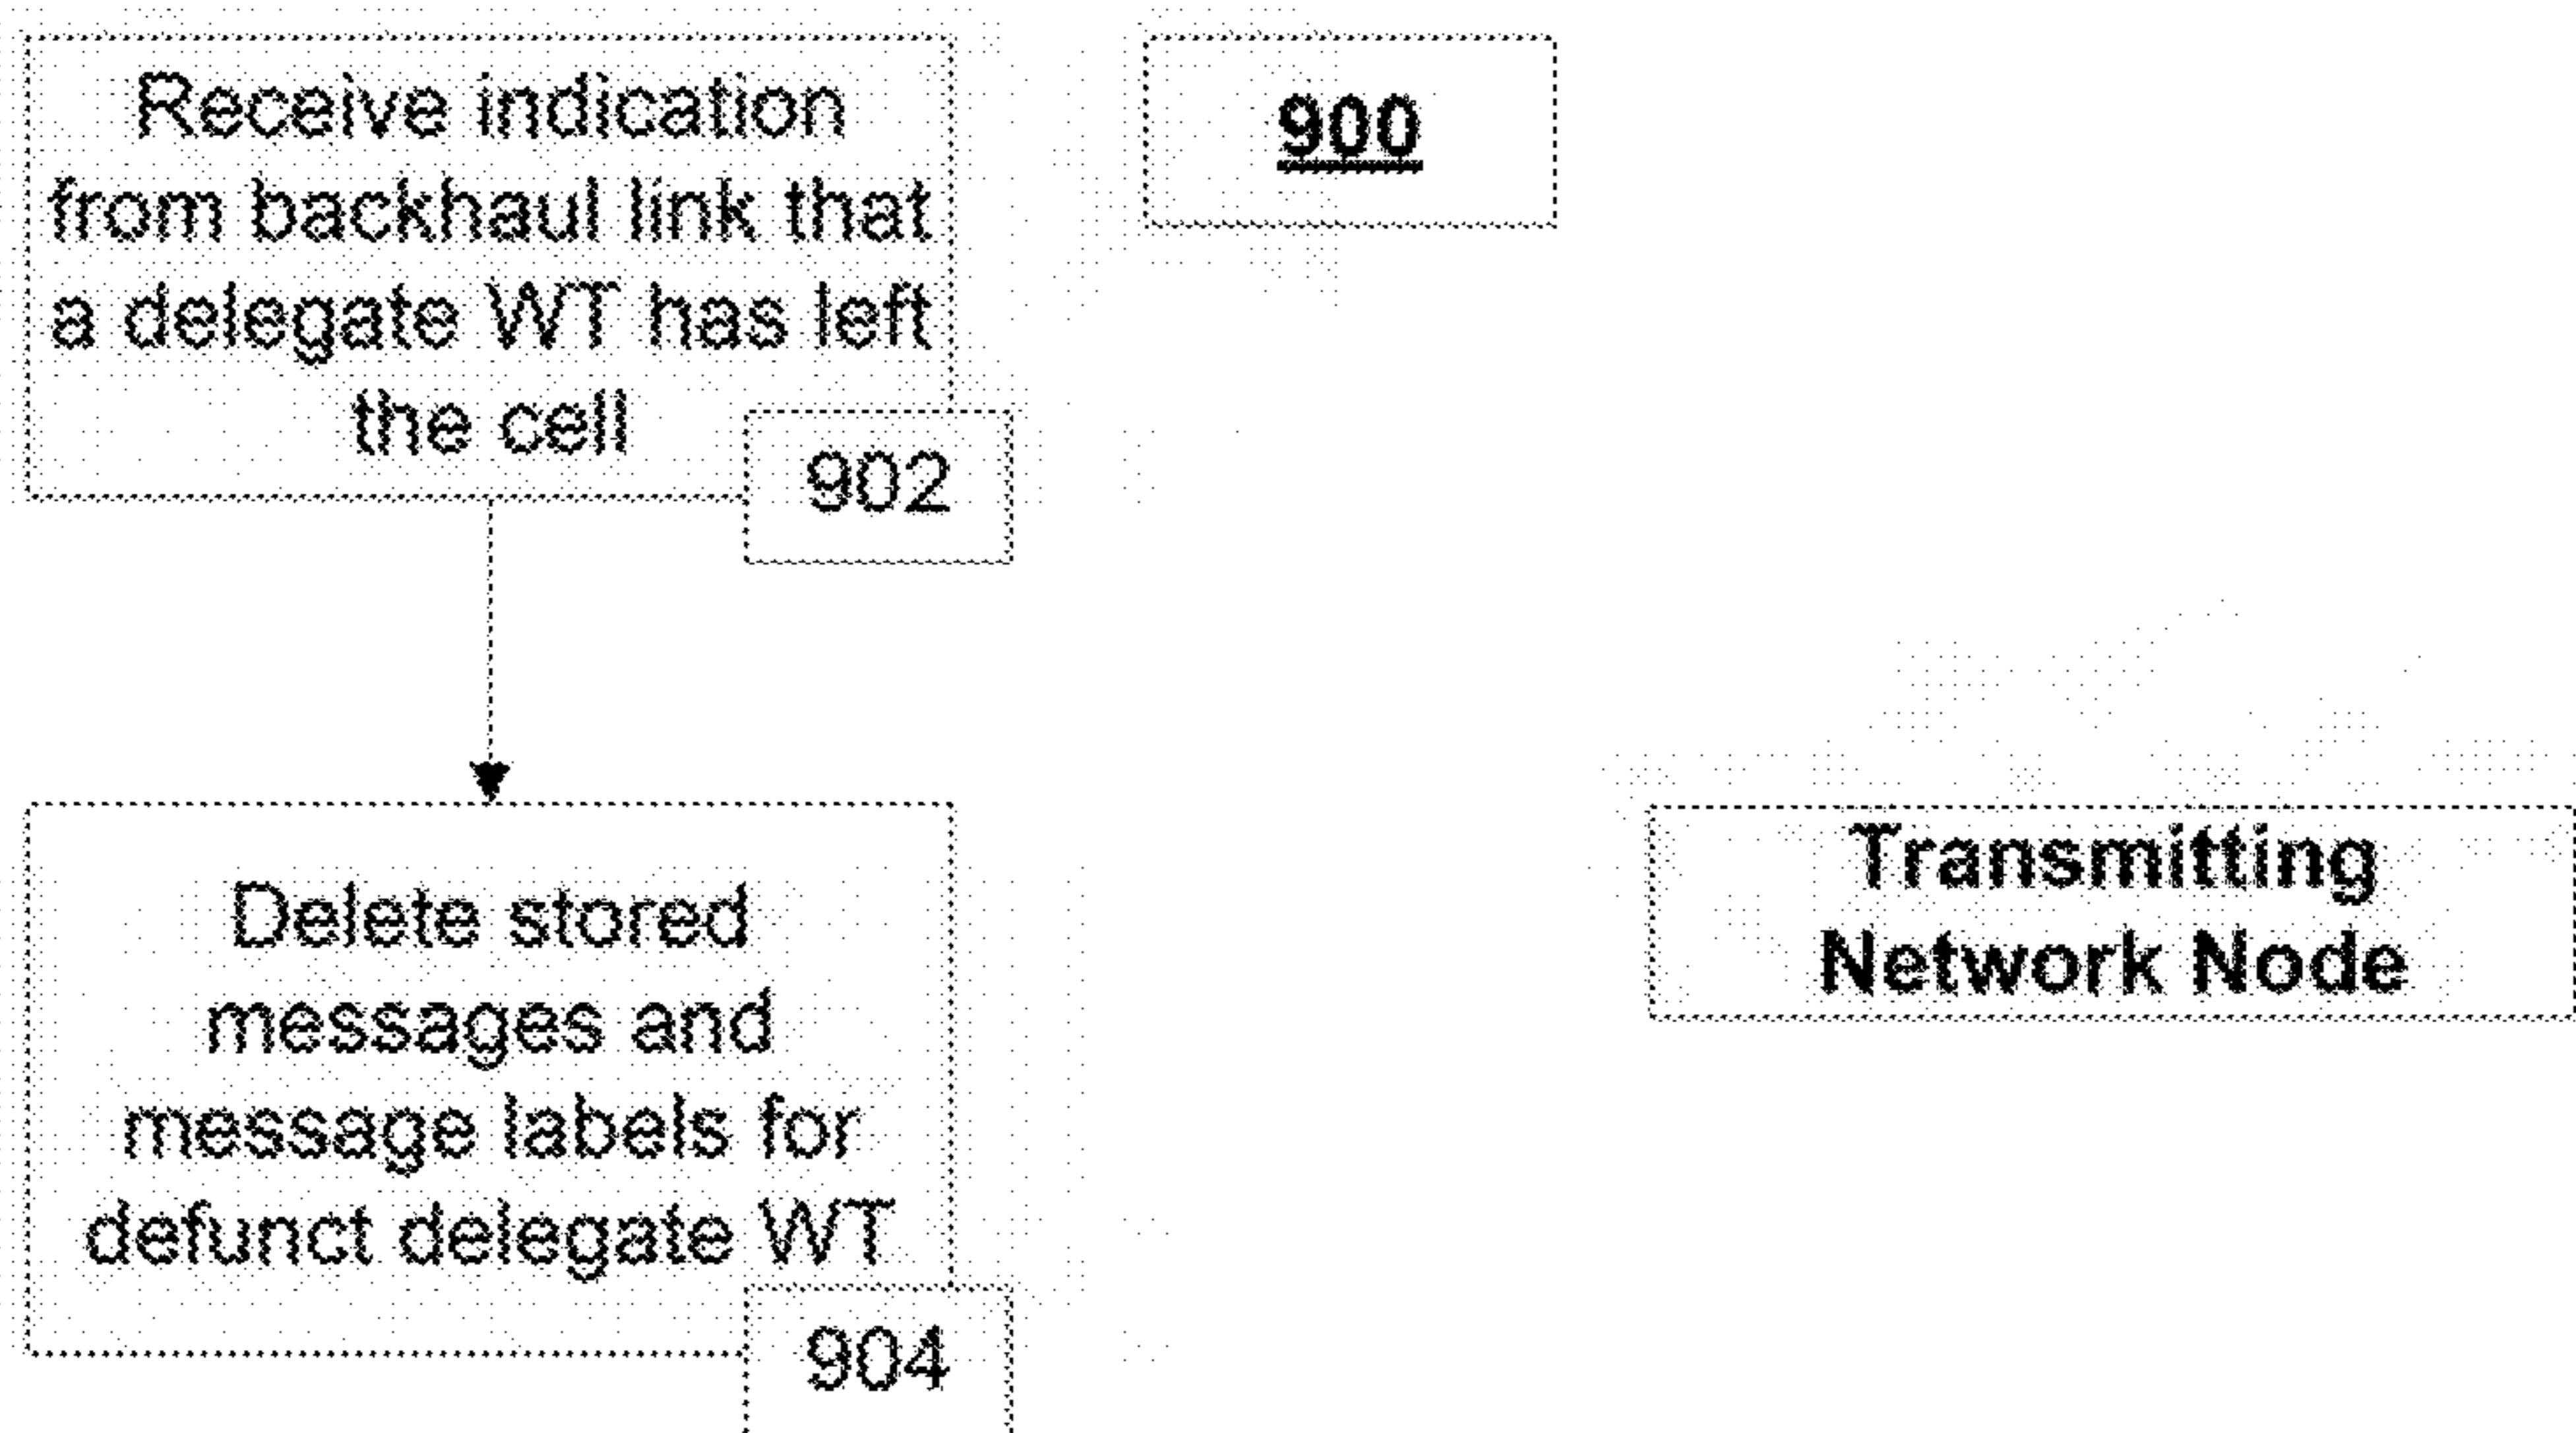 Receive indication
from backhaul link that
a delegate WT has left
the cell
902
900
Delete stored
messages and
message labels for
defunct delegate WT
904
Transmitting
Network Node